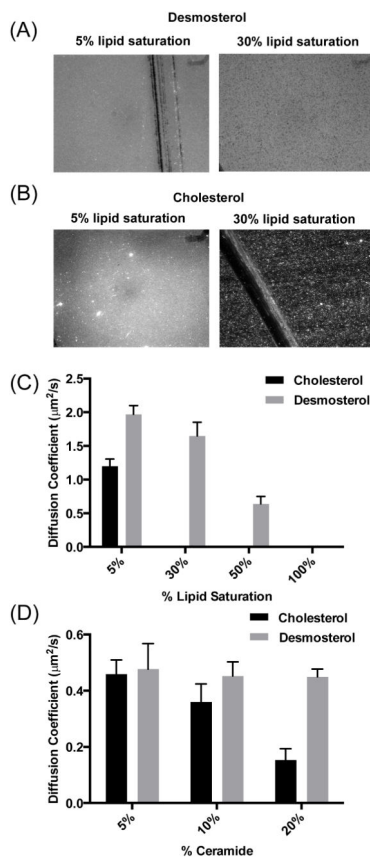 (A)
Desmosterol
5% lipid saturation 30% lipid saturation
(B)
Cholesterol
5% lipid saturation 30% lipid saturation
(C)
Diffusion Coefficient (μm²/s)
2.5
2.0
1.5
1.0
0.5
0.0
Cholesterol
Desmosterol
5% 30% 50% 100%
% Lipid Saturation
(D)
Diffusion Coefficient (μm²/s)
0.6
0.4
0.2
0.0
Cholesterol
Desmosterol
5% 10% 20%
% Ceramide